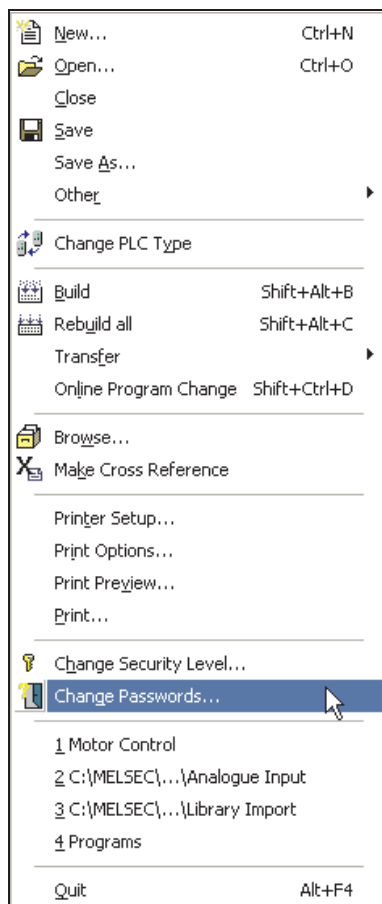 New... Ctrl+N
Open... Ctrl+O
Close
Save
Save As...
Other
Change PLC Type
Build Shift+Alt+B
Rebuild all Shift+Alt+C
Transfer
Online Program Change Shift+Ctrl+D
Browse...
Make Cross Reference
Printer Setup...
Print Options...
Print Preview...
Print...
Change Security Level...
Change Passwords...
1 Motor Control
2 C:\MELSEC\...\Analogue Input
3 C:\MELSEC\...\Library Import
4 Programs
Quit Alt+F4